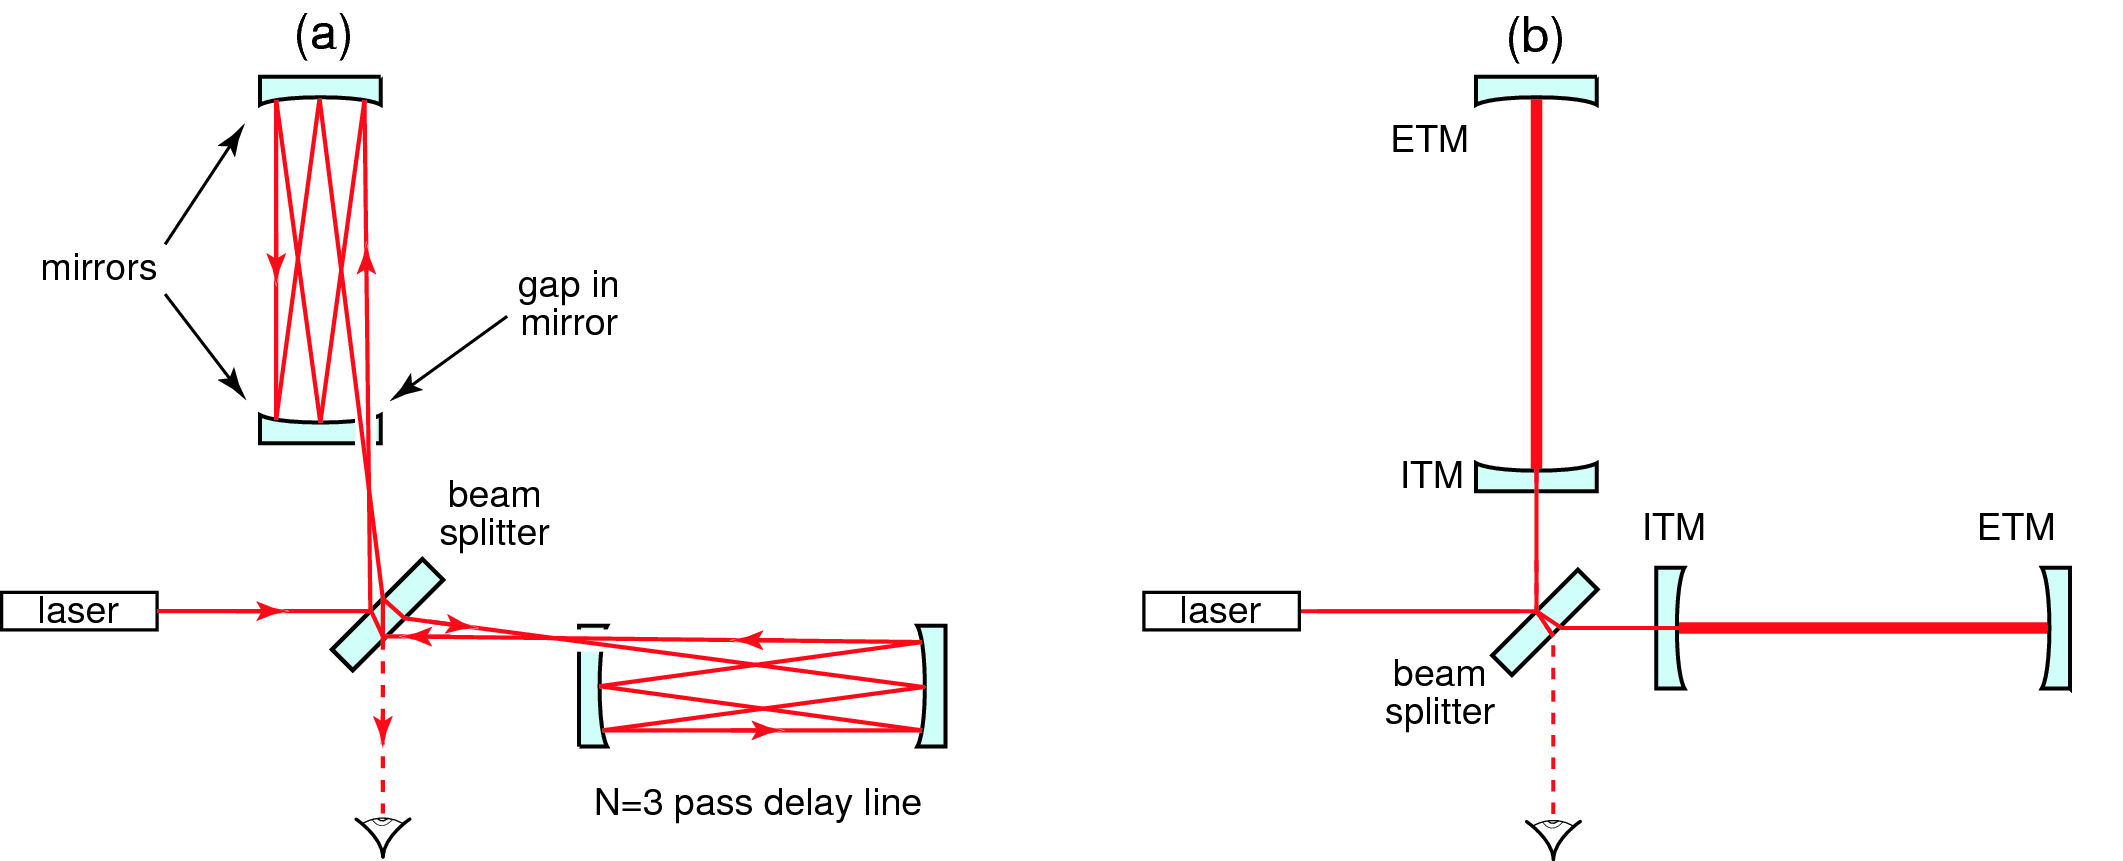 (a)
mirrors
gap in
mirror
beam
splitter
laser
N=3 pass delay line
(b)
ETM
ITM
ITM
ETM
laser
beam
splitter